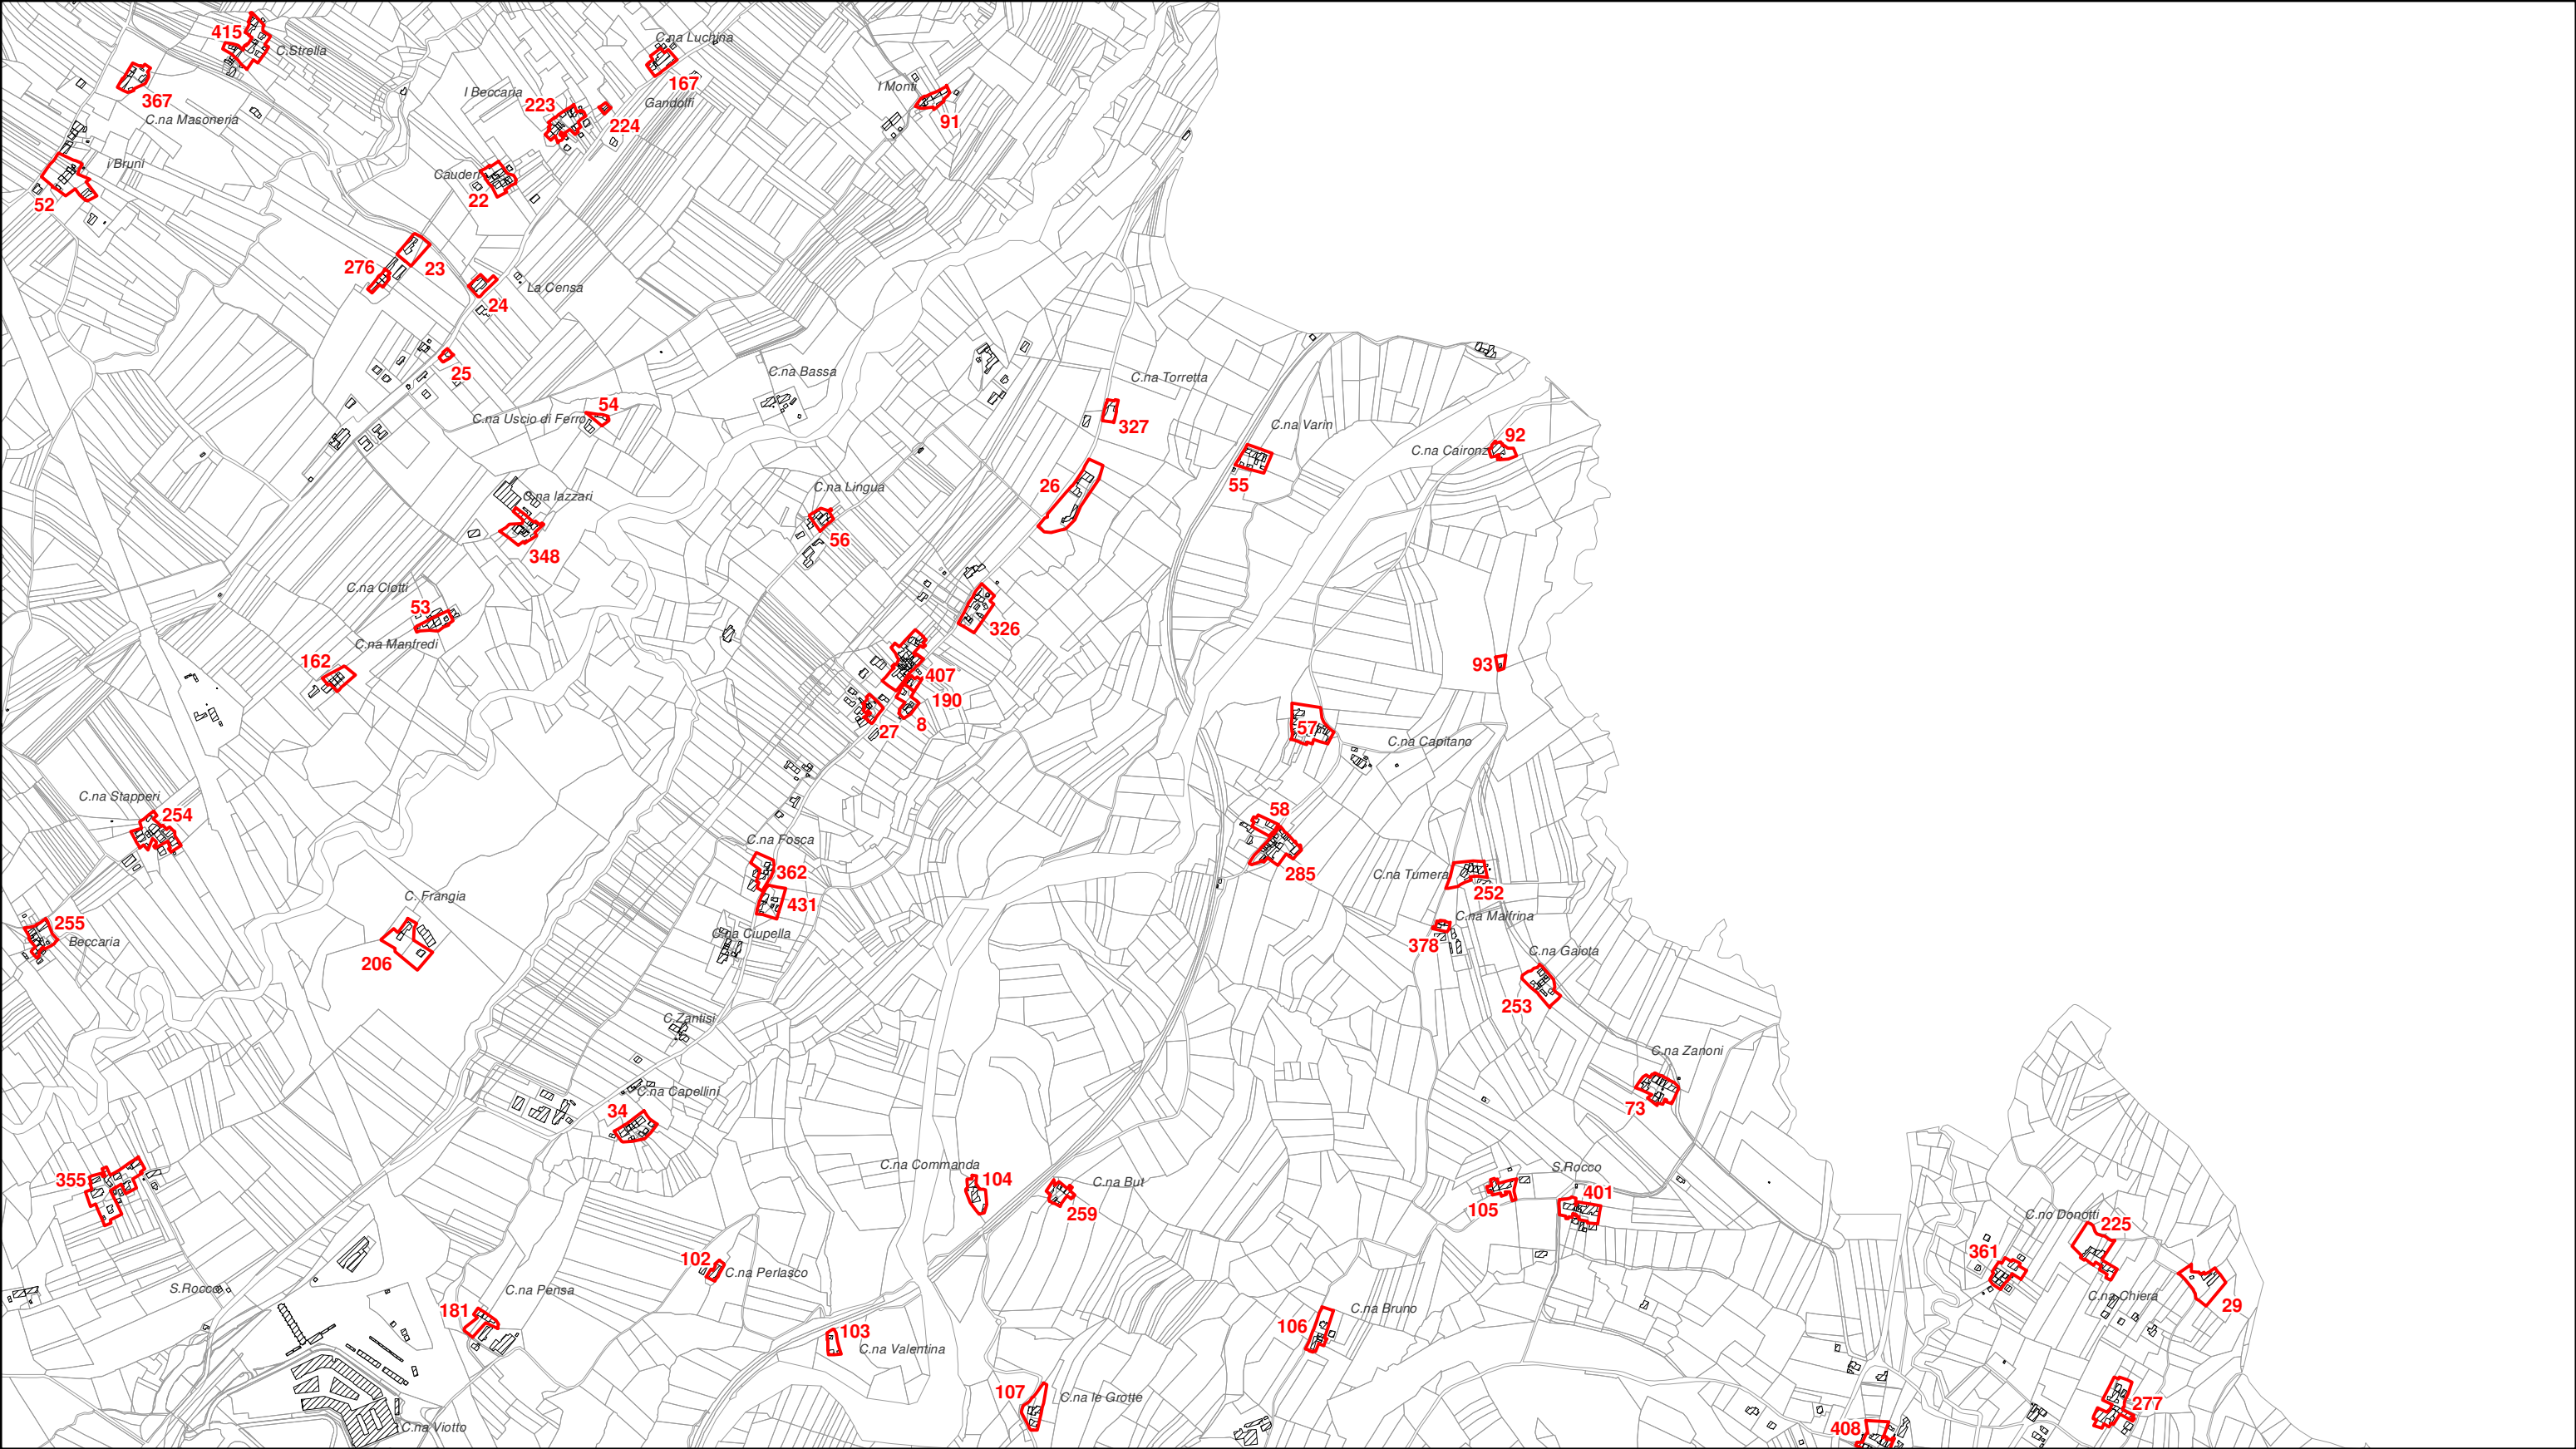 415
C.Strella
C.na Luchina
367
167
I Monti
I Beccaria
223
Gandolfi
C.na Masoneria
224
91
i Bruni
Cauderi
52
22
276
23
La Censa
24
25
C.na Bassa
C.na Torretta
54
C.na Uscio di Ferro
327
C.na Varin
92
C.na Caironz
55
26
C.na Lingua
C.na Iazzari
56
348
C.na Ciotti
53
326
C.na Manfredi
162
407
93
190
8
27
57
C.na Capitano
C.na Stapperi
254
58
C.na Fosca
362
285
C.na Tumera
252
C. Frangia
431
C.na Maifrina
255
C.na Ciupella
Beccaria
378
206
C.na Gaiota
253
C.Zantisi
C.na Zanoni
C.na Capellini
34
73
C.na Commanda
S.Rocco
355
104
C.na But
401
259
105
C.no Donotti
225
361
102
C.na Perlasco
S.Rocco
C.na Pensa
C.na Chiera
29
181
C.na Bruno
106
103
C.na Valentina
107
C.na le Grotte
277
C.na Viotto
408